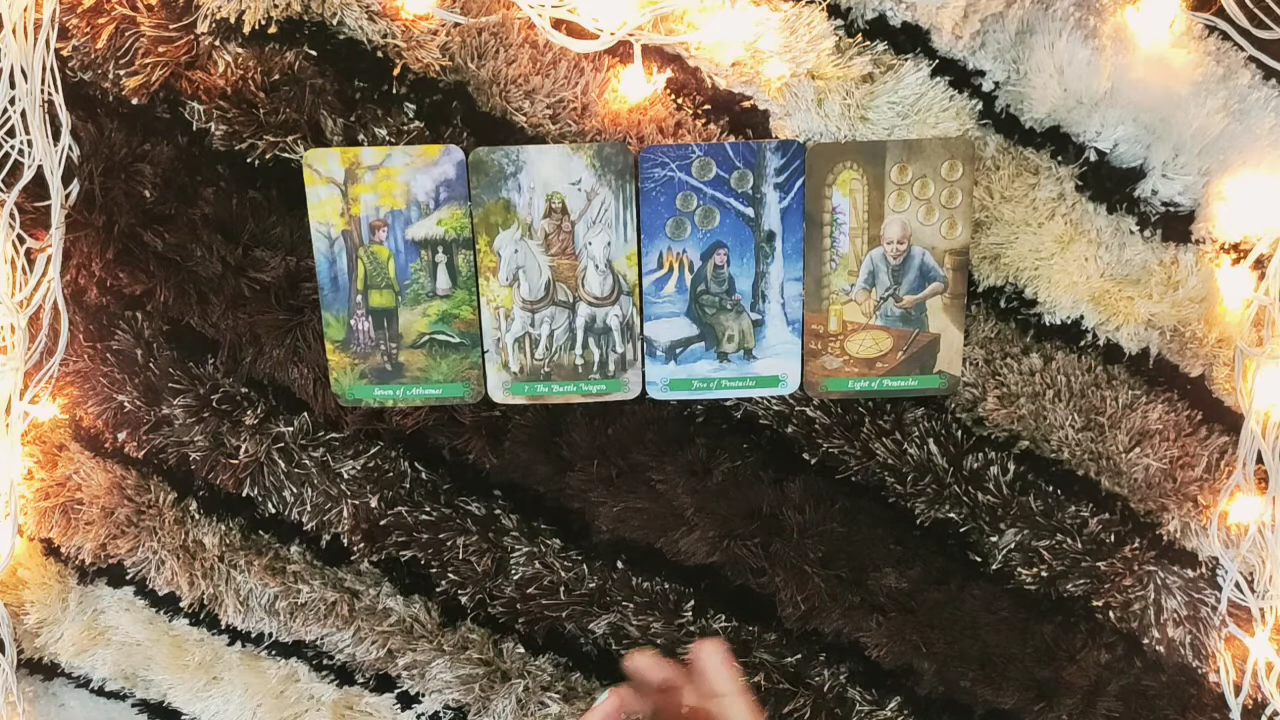 Seven of Athames
7 - The Battle Wagon
Five of Pentacles
Eight of Pentacles